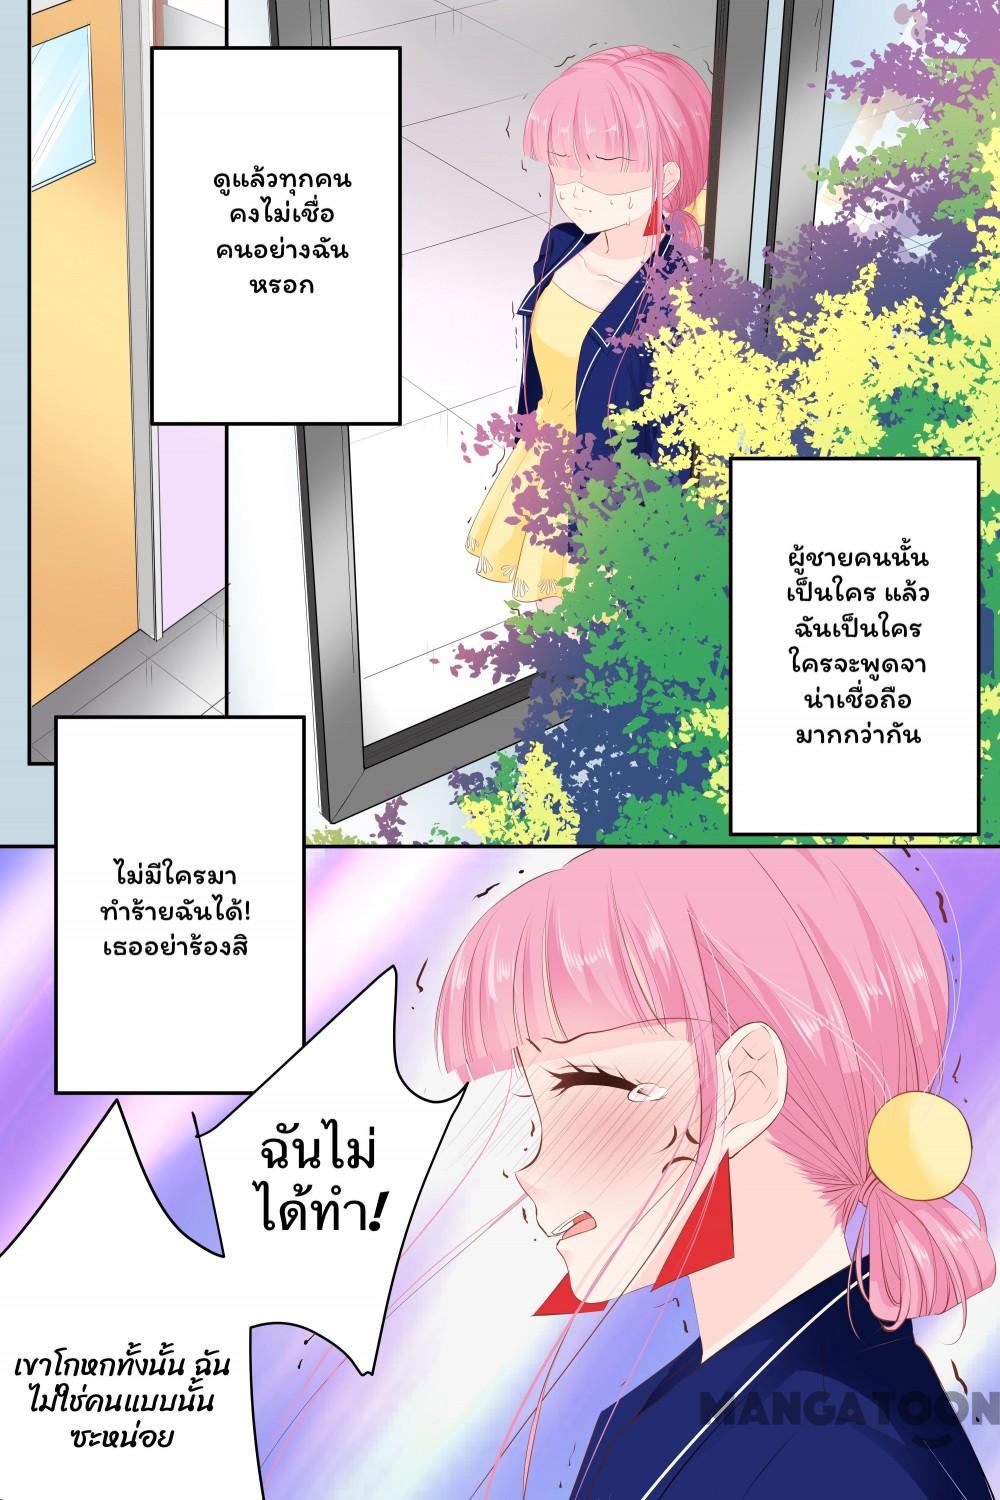 ดูแล้วทุกคน
คงไม่เชื่อ
คนอย่างฉัน
หรอก
ผู้ชายคนนั้น
เป็นใคร แล้ว
ฉันเป็นใคร
ใครจะพูดจา
น่าเชื่อถือ
มากกว่ากัน
ไม่มีใครมา
ทำร้ายฉันได้!
เธออย่าร้องสิ
ฉันไม่
ได้ทำ!
เขาโกหกทั้งนั้น ฉัน
ไม่ใช่คนแบบนั้น
ซะหน่อย
MANGATOON